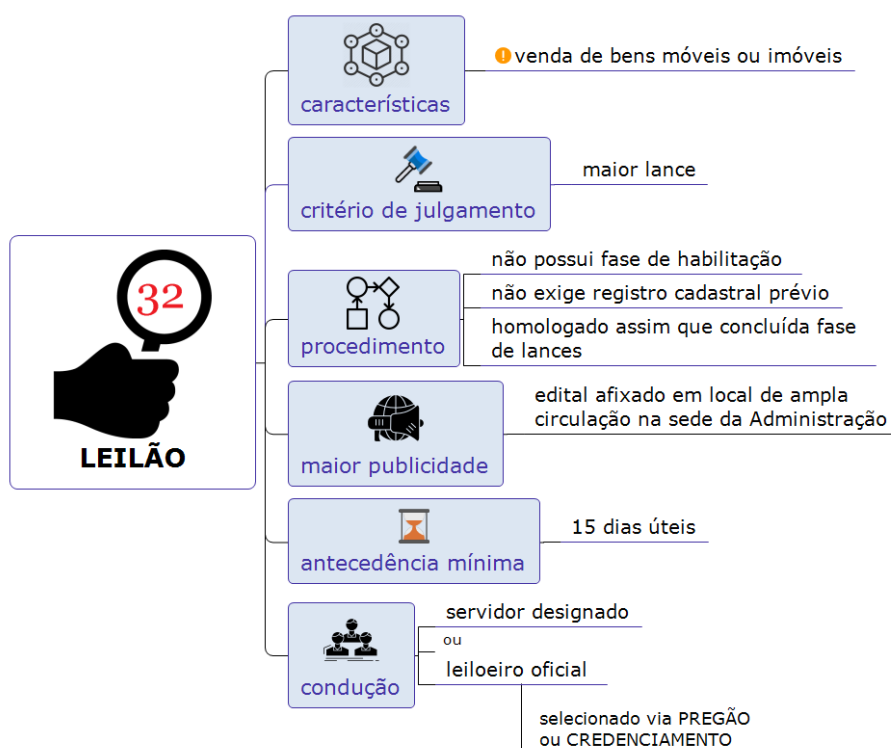 32
LEILÃO
características
venda de bens móveis ou imóveis
critério de julgamento
maior lance
procedimento
não possui fase de habilitação
não exige registro cadastral prévio
homologado assim que concluída fase
de lances
maior publicidade
edital afixado em local de ampla
circulação na sede da Administração
antecedência mínima
15 dias úteis
condução
servidor designado
ou
leiloeiro oficial
selecionado via PREGÃO
ou CREDENCIAMENTO